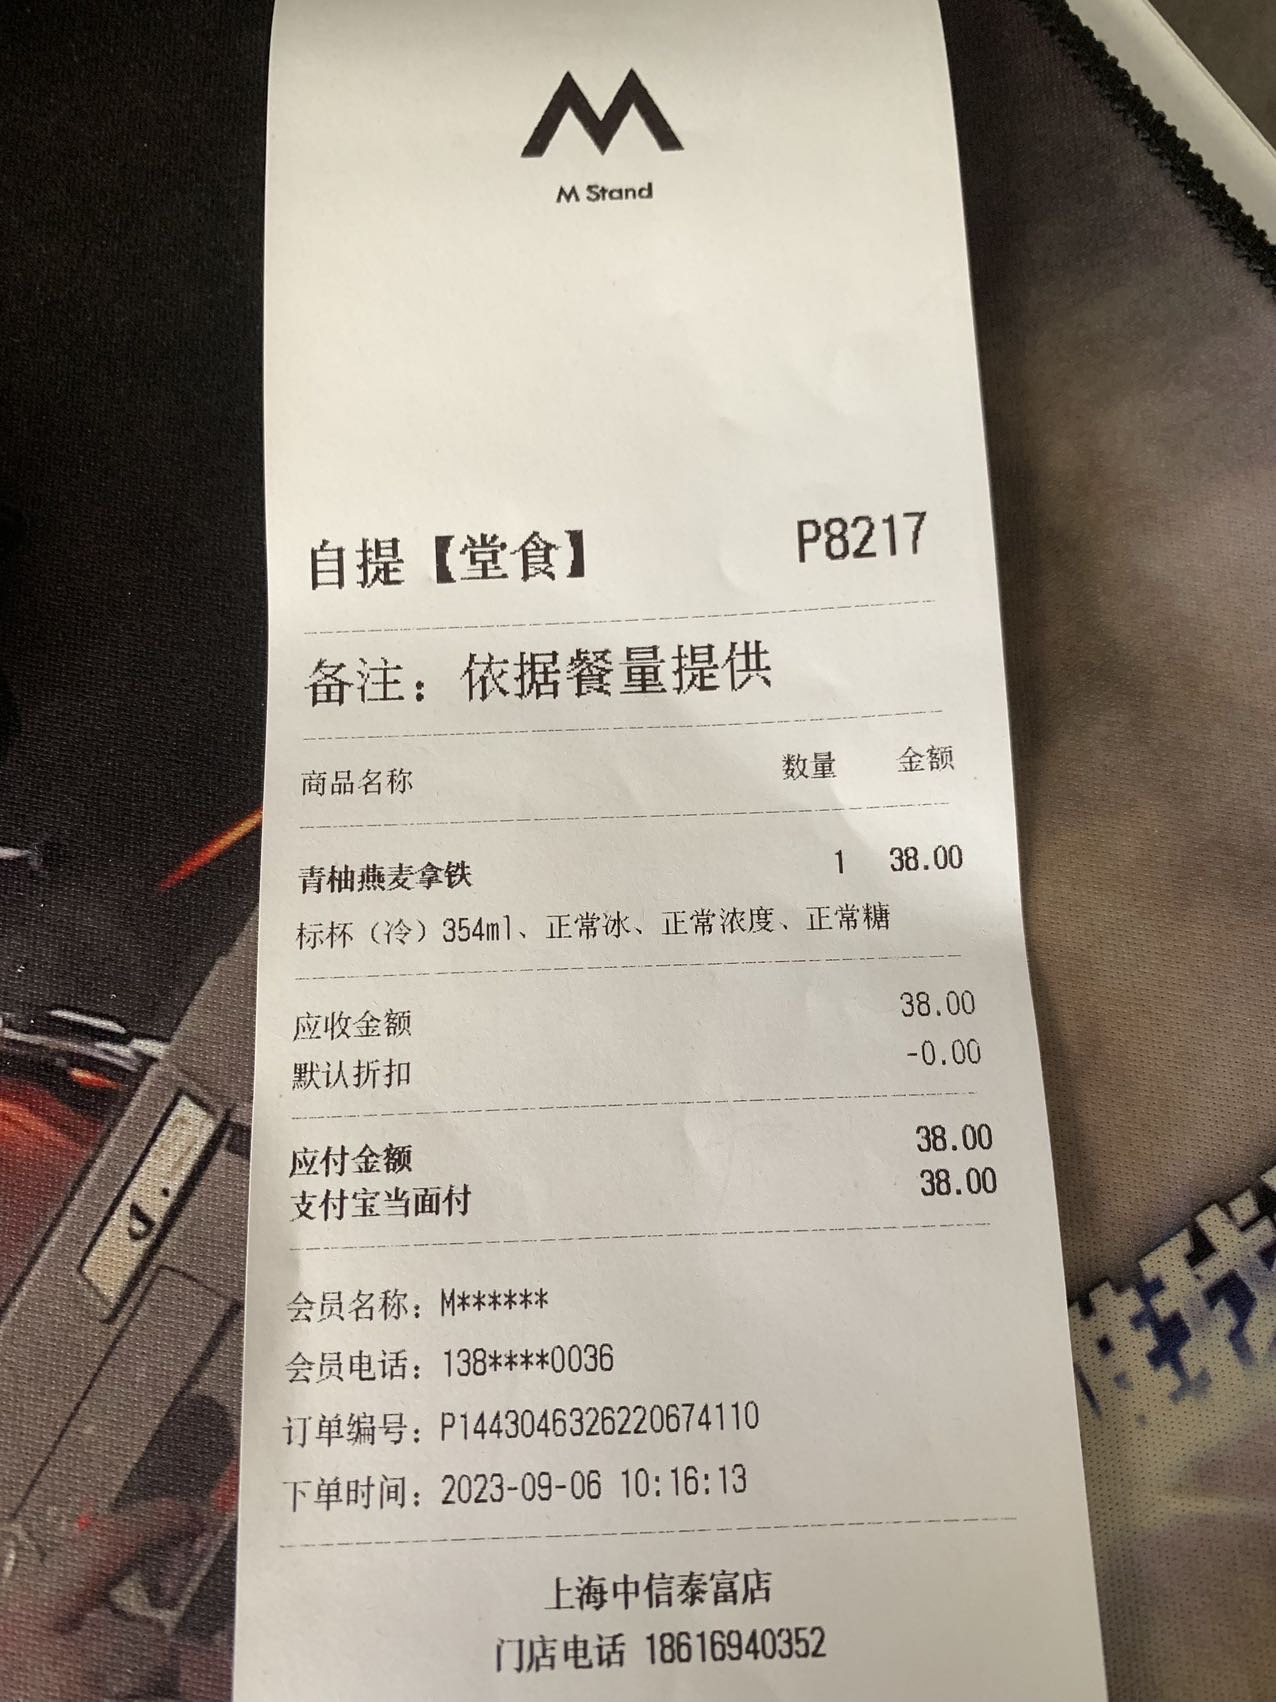 M Stand
自提【堂食】 P8217
备注：依据餐量提供
商品名称 数量 金额
青柚燕麦拿铁 1 38.00
标杯（冷）354ml、正常冰、正常浓度、正常糖
应收金额 38.00
默认折扣 -0.00
应付金额 38.00
支付宝当面付 38.00
会员名称：M******
会员电话：138****0036
订单编号：P1443046326220674110
下单时间：2023-09-06 10:16:13
上海中信泰富店
门店电话 18616940352